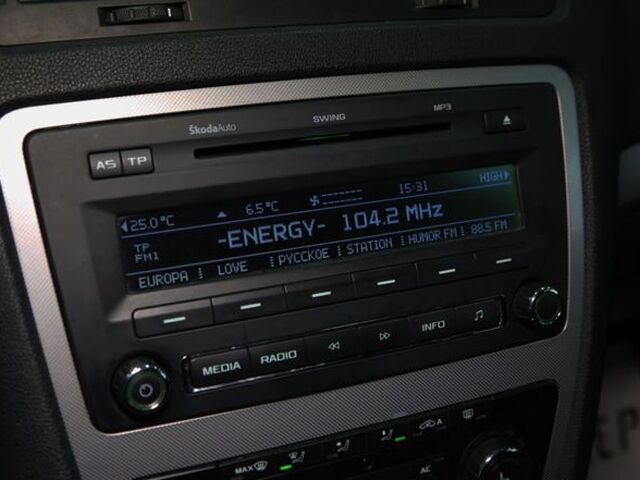 ŠkodaAuto SWING MP3
AS TP
25.0 °C 6.5 °C 15:31 HIGH
TP -ENERGY- 104.2 MHz
FM1
EUROPA LOVE РУССКОЕ STATION HUMOR FM 88.5 FM
MEDIA RADIO INFO
MAX A
AC